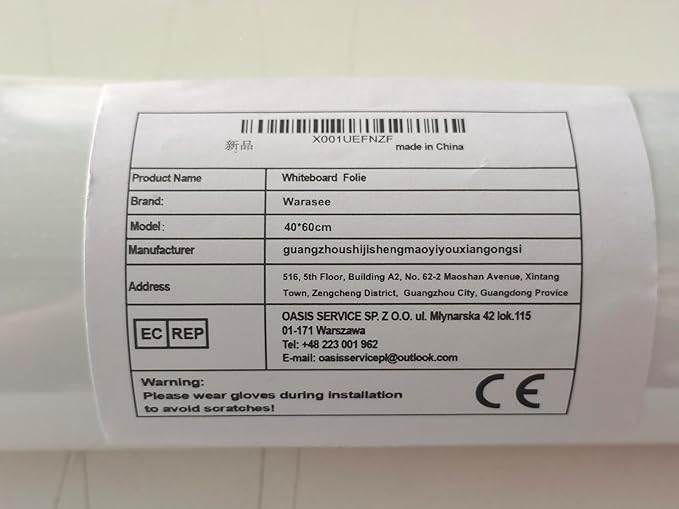 X001UEFNZF
新品 made in China
Product Name Whiteboard Folie
Brand: Warasee
Model: 40*60cm
Manufacturer guangzhoushijishengmaoyiyouxiangongsi
Address 516, 5th Floor, Building A2, No. 62-2 Maoshan Avenue, Xintang
Town, Zengcheng District, Guangzhou City, Guangdong Provice
EC REP OASIS SERVICE SP. Z O.O. ul. Młynarska 42 lok.115
01-171 Warszawa
Tel: +48 223 001 962
E-mail: oasisservicepl@outlook.com
Warning:
Please wear gloves during installation
to avoid scratches!
CE